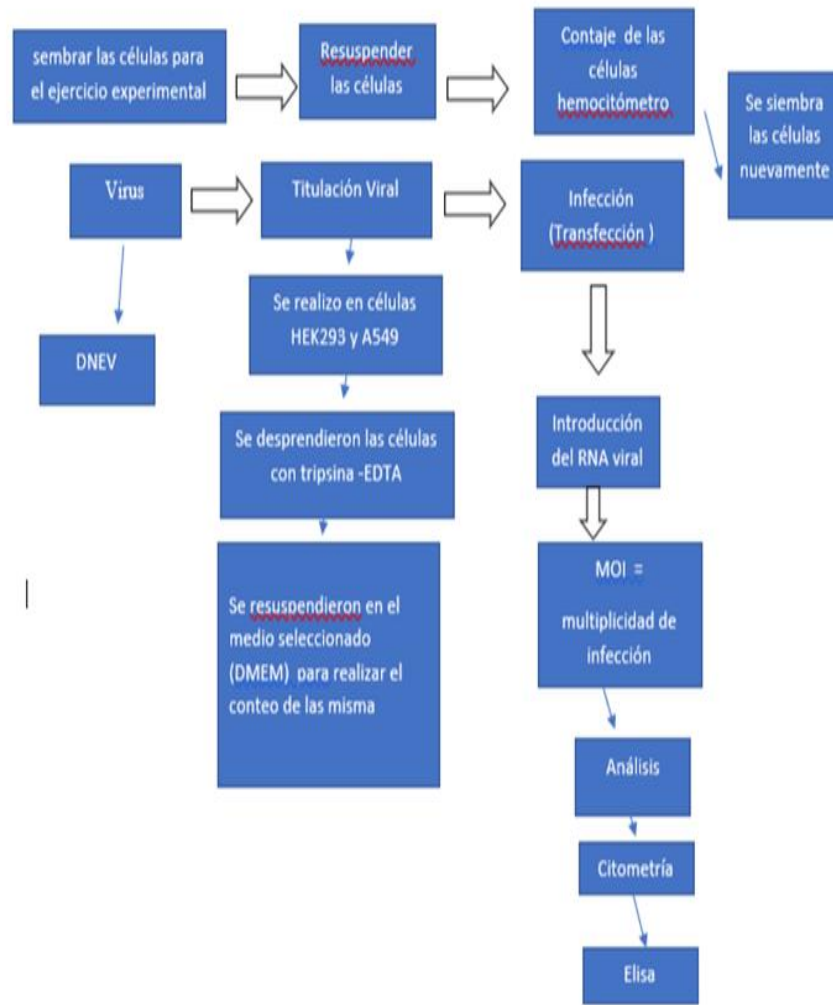 sembrar las células para
el ejercicio experimental
Resuspender
las células
Contaje de las
células
hemocitómetro
Se siembra
las células
nuevamente
Virus
Titulación Viral
Infección
(Transfección )
DNEV
Se realizo en células
HEK293 y A549
Se desprendieron las células
con tripsina -EDTA
Se resuspendieron en el
medio seleccionado
(DMEM) para realizar el
conteo de las misma
Introducción
del RNA viral
MOI =
multiplicidad de
infección
Análisis
Citometría
Elisa